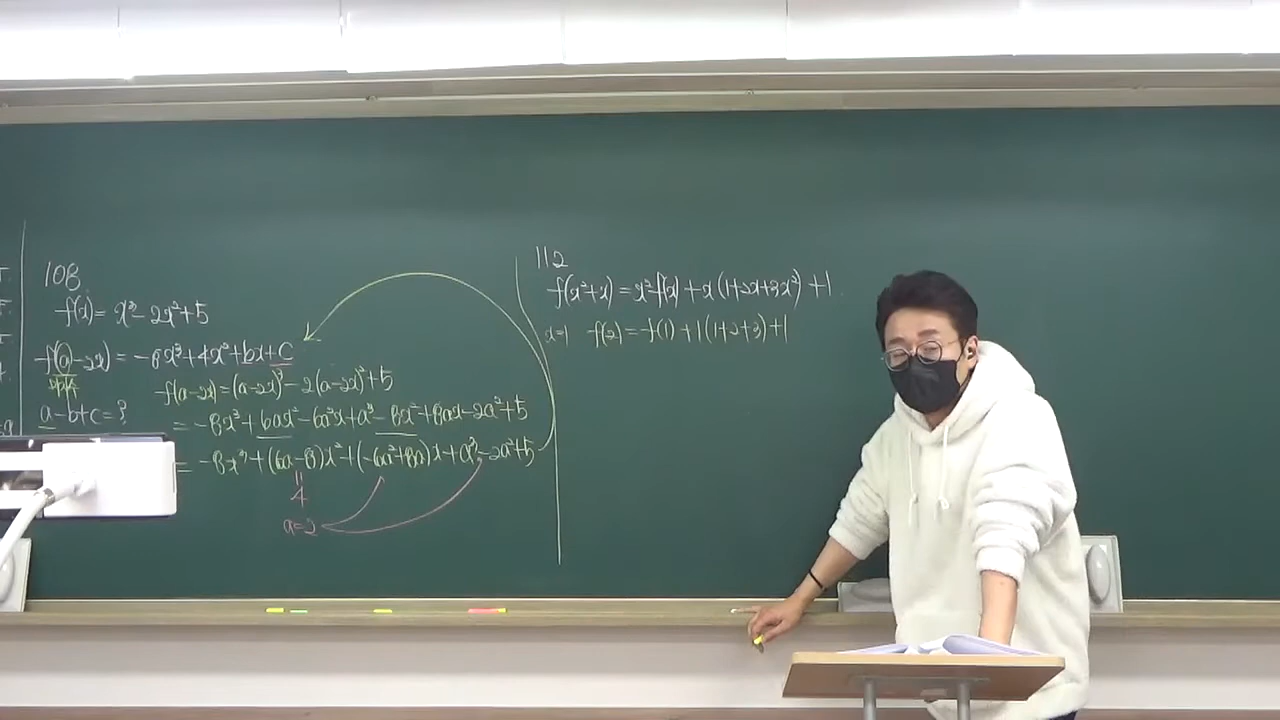 108.
f(x)=x³-2x²+5
f(a-2x)=-8x³+4x²+bx+c
a-b+c=?
f(a-2x)=(a-2x)³-2(a-2x)²+5
=-8x³+6ax²-6a²x+a³-8x²+8ax-2a²+5
=-8x³+(6a-8)x²+(-6a²+8a)x+a³-2a²+5
॥
4
a=2
112
f(x²+x)=x²f(x)+x(1+2x+3x²)+1
x=1 f(2)=f(1)+1(1+2+3)+1